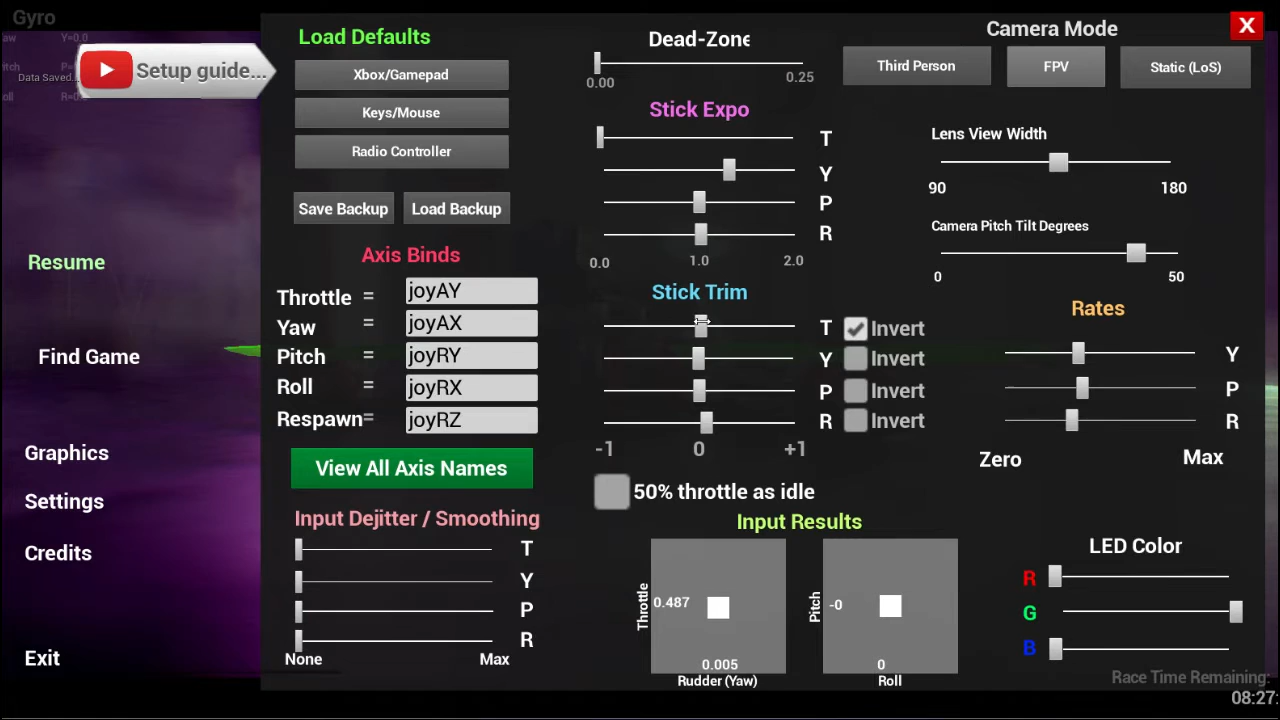 Gyro
Y=0.0
Data Saved...
R=0.0
Setup guide...
Resume
Find Game
Graphics
Settings
Credits
Exit
Load Defaults
Xbox/Gamepad
Keys/Mouse
Radio Controller
Save Backup Load Backup
Axis Binds
Throttle = joyAY
Yaw = joyAX
Pitch = joyRY
Roll = joyRX
Respawn= joyRZ
View All Axis Names
Input Dejitter / Smoothing
T
Y
P
R
None Max
Dead-Zone
0.00 0.25
Stick Expo
T
Y
P
R
0.0 1.0 2.0
Stick Trim
T Invert
Y Invert
P Invert
R Invert
-1 0 +1
50% throttle as idle
Input Results
Throttle
0.487
0.005
Rudder (Yaw)
Pitch
-0
0
Roll
Camera Mode
X
Third Person FPV Static (LoS)
Lens View Width
90 180
Camera Pitch Tilt Degrees
0 50
Rates
Y
P
R
Zero Max
LED Color
R
G
B
Race Time Remaining:
08:27: